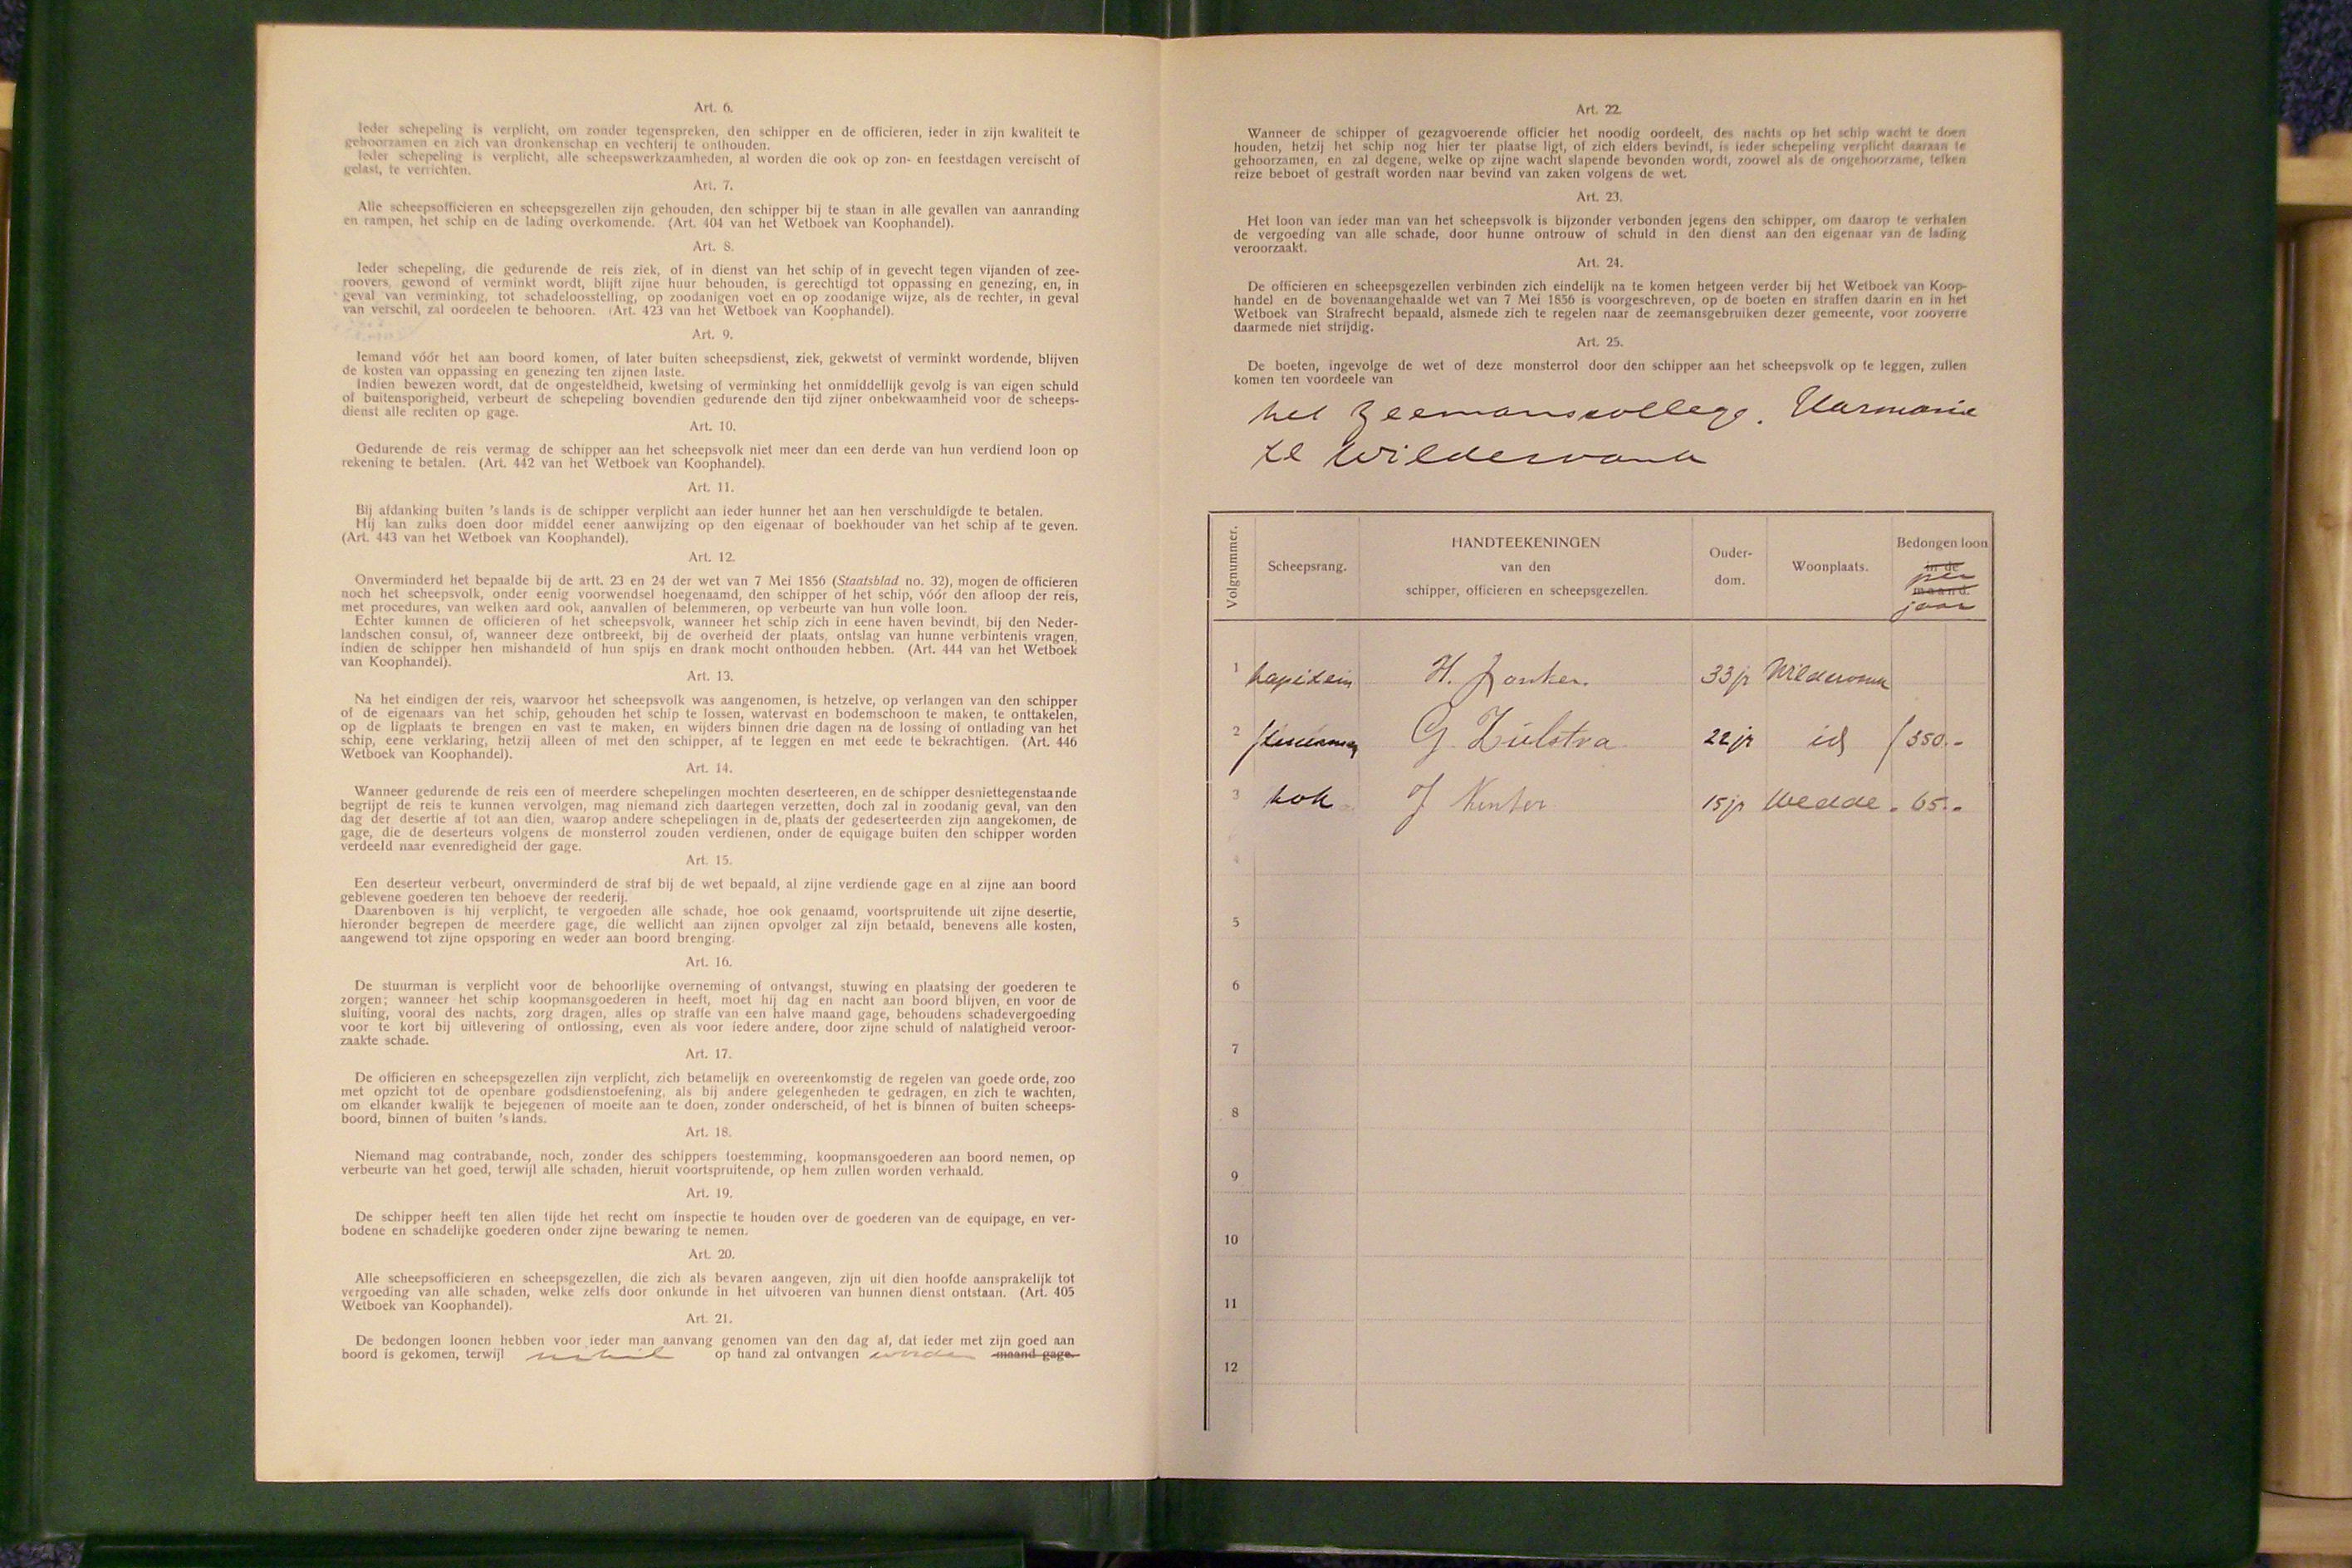 Art. 6.
Ieder schepeling is verplicht, om zonder tegenspreken, den schipper en de officieren, ieder in zijn kwaliteit te
gehoorzamen en zich van dronkenschap en vechterij te onthouden.
Ieder schepeling is verplicht, alle scheepswerkzaamheden, al worden die ook op zon- en feestdagen vereischt of
gelast, te verrichten.
Art. 7.
Alle scheepsofficieren en scheepsgezellen zijn gehouden, den schipper bij te staan in alle gevallen van aanranding
en rampen, het schip en de lading overkomende. (Art. 404 van het Wetboek van Koophandel).
Art. 8.
Ieder schepeling, die gedurende de reis ziek, of in dienst van het schip of in gevecht tegen vijanden of zee-
roovers, gewond of verminkt wordt, blijft zijne huur behouden, is gerechtigd tot oppassing en genezing, en, in
geval van verminking, tot schadeloosstelling, op zoodanigen voet en op zoodanige wijze, als de rechter, in geval
van verschil, zal oordeelen te behooren. (Art. 423 van het Wetboek van Koophandel).
Art. 9.
Iemand vóór het aan boord komen, of later buiten scheepsdienst, ziek, gekwetst of verminkt wordende, blijven
de kosten van oppassing en genezing ten zijnen laste.
Indien bewezen wordt, dat de ongesteldheid, kwetsing of verminking het onmiddellijk gevolg is van eigen schuld
of buitensporigheid, verbeurt de schepeling bovendien gedurende den tijd zijner onbekwaamheid voor de scheeps-
dienst alle rechten op gage.
Art. 10.
Gedurende de reis vermag de schipper aan het scheepsvolk niet meer dan een derde van hun verdiend loon op
rekening te betalen. (Art. 442 van het Wetboek van Koophandel).
Art. 11.
Bij afdanking buiten 's lands is de schipper verplicht aan ieder hunner het aan hen verschuldigde te betalen.
Hij kan zulks doen door middel eener aanwijzing op den eigenaar of boekhouder van het schip af te geven.
(Art. 443 van het Wetboek van Koophandel).
Art. 12.
Onverminderd het bepaalde bij de artt. 23 en 24 der wet van 7 Mei 1856 (Staatsblad no. 32), mogen de officieren
noch het scheepsvolk, onder eenig voorwendsel hoegenaamd, den schipper of het schip, vóór den afloop der reis,
met procedures, van welken aard ook, aanvallen of belemmeren, op verbeurte van hun volle loon.
Echter kunnen de officieren of het scheepsvolk, wanneer het schip zich in eene haven bevindt, bij den Neder-
landschen consul, of, wanneer deze ontbreekt, bij de overheid der plaats, ontslag van hunne verbintenis vragen,
indien de schipper hen mishandeld of hun spijs en drank mocht onthouden hebben. (Art. 444 van het Wetboek
van Koophandel).
Art. 13.
Na het eindigen der reis, waarvoor het scheepsvolk was aangenomen, is hetzelve, op verlangen van den schipper
of de eigenaars van het schip, gehouden het schip te lossen, watervast en bodemschoon te maken, te onttakelen,
op de ligplaats te brengen en vast te maken, en wijders binnen drie dagen na de lossing of ontlading van het
schip, eene verklaring, hetzij alleen of met den schipper, af te leggen en met eede te bekrachtigen. (Art. 446
Wetboek van Koophandel).
Art. 14.
Wanneer gedurende de reis een of meerdere schepelingen mochten deserteeren, en de schipper desniettegenstaande
begrijpt de reis te kunnen vervolgen, mag niemand zich daartegen verzetten, doch zal in zoodanig geval, van den
dag der desertie af tot aan dien, waarop andere schepelingen in de plaats der gedeserteerden zijn aangekomen, de
gage, die de deserteurs volgens de monsterrol zouden verdienen, onder de equigage buiten den schipper worden
verdeeld naar evenredigheid der gage.
Art. 15.
Een deserteur verbeurt, onverminderd de straf bij de wet bepaald, al zijne verdiende gage en al zijne aan boord
geblevene goederen ten behoeve der reederij.
Daarenboven is hij verplicht, te vergoeden alle schade, hoe ook genaamd, voortspruitende uit zijne desertie,
hieronder begrepen de meerdere gage, die wellicht aan zijnen opvolger zal zijn betaald, benevens alle kosten,
aangewend tot zijne opsporing en weder aan boord brenging.
Art. 16.
De stuurman is verplicht voor de behoorlijke overneming of ontvangst, stuwing en plaatsing der goederen te
zorgen; wanneer het schip koopmansgoederen in heeft, moet hij dag en nacht aan boord blijven, en voor de
sluiting, vooral des nachts, zorg dragen, alles op straffe van een halve maand gage, behoudens schadevergoeding
voor te kort bij uitlevering of ontlossing, even als voor iedere andere, door zijne schuld of nalatigheid veroor-
zaakte schade.
Art. 17.
De officieren en scheepsgezellen zijn verplicht, zich betamelijk en overeenkomstig de regelen van goede orde, zoo
met opzicht tot de openbare godsdienstoefening, als bij andere gelegenheden te gedragen, en zich te wachten,
om elkander kwalijk te bejegenen of moeite aan te doen, zonder onderscheid, of het is binnen of buiten scheeps-
boord, binnen of buiten 's lands.
Art. 18.
Niemand mag contrabande, noch, zonder des schippers toestemming, koopmansgoederen aan boord nemen, op
verbeurte van het goed, terwijl alle schaden, hieruit voortspruitende, op hem zullen worden verhaald.
Art. 19.
De schipper heeft ten allen tijde het recht om inspectie te houden over de goederen van de equipage, en ver-
bodene en schadelijke goederen onder zijne bewaring te nemen.
Art. 20.
Alle scheepsofficieren en scheepsgezellen, die zich als bevaren aangeven, zijn uit dien hoofde aansprakelijk tot
vergoeding van alle schaden, welke zelfs door onkunde in het uitvoeren van hunnen dienst ontstaan. (Art. 405
Wetboek van Koophandel).
Art. 21.
De bedongen loonen hebben voor ieder man aanvang genomen van den dag af, dat ieder met zijn goed aan
boord is gekomen, terwijl op hand zal ontvangen worden maand gage.
Art. 22.
Wanneer de schipper of gezagvoerende officier het noodig oordeelt, des nachts op het schip wacht te doen
houden, hetzij het schip nog hier ter plaatse ligt, of zich elders bevindt, is ieder schepeling verplicht daaraan te
gehoorzamen, en zal degene, welke op zijne wacht slapende bevonden wordt, zoowel als de ongehoorzame, telken
reize beboet of gestraft worden naar bevind van zaken volgens de wet.
Art. 23.
Het loon van ieder man van het scheepsvolk is bijzonder verbonden jegens den schipper, om daarop te verhalen
de vergoeding van alle schade, door hunne ontrouw of schuld in den dienst aan den eigenaar van de lading
veroorzaakt.
Art. 24.
De officieren en scheepsgezellen verbinden zich eindelijk na te komen hetgeen verder bij het Wetboek van Koop-
handel en de bovenaangehaalde wet van 7 Mei 1856 is voorgeschreven, op de boeten en straffen daarin en in het
Wetboek van Strafrecht bepaald, alsmede zich te regelen naar de zeemansgebruiken dezer gemeente, voor zooverre
daarmede niet strijdig.
Art. 25.
De boeten, ingevolge de wet of deze monsterrol door den schipper aan het scheepsvolk op te leggen, zullen
komen ten voordeele van
het Zeemanscollege. Harmonie
te Wildervank
Volgnummer. Scheepsrang. HANDTEEKENINGEN van den schipper, officieren en scheepsgezellen. Ouder-dom. Woonplaats. Bedongen loon in de maand. per jaar
1 kapitein H. Jonker 33 jr Wildervank
2 stuurman G. Zuilstra 22 jr id ƒ 350.-
3 kok J Kenter 15 jr Wedde - 65.-
4
5
6
7
8
9
10
11
12